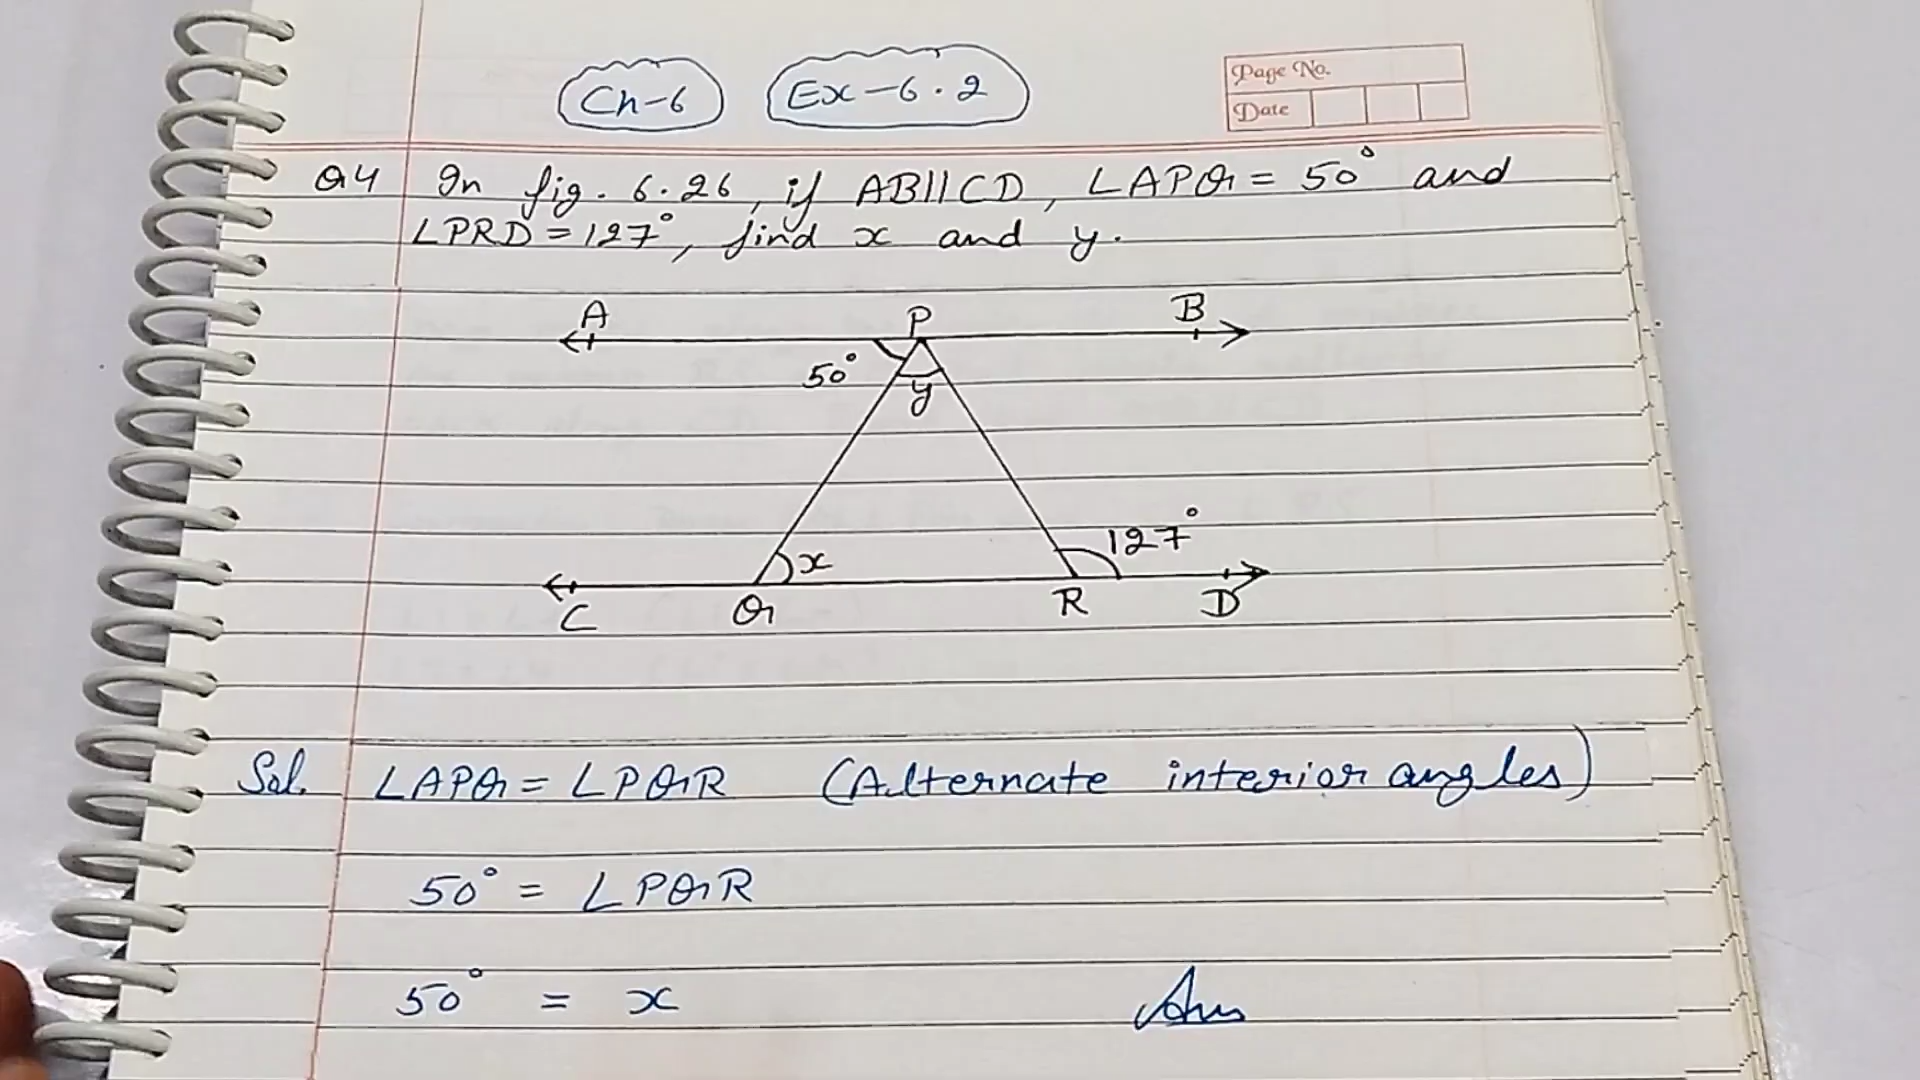 Ch-6 Ex-6.2
Page No.
Date
Q4 In fig. 6.26, if AB||CD, ∠APQ = 50° and
∠PRD = 127°, find x and y.
A P B
50° y
x 127°
C Q R D
Sol. ∠APQ = ∠PQR (Alternate interior angles)
50° = ∠PQR
50° = x Ans